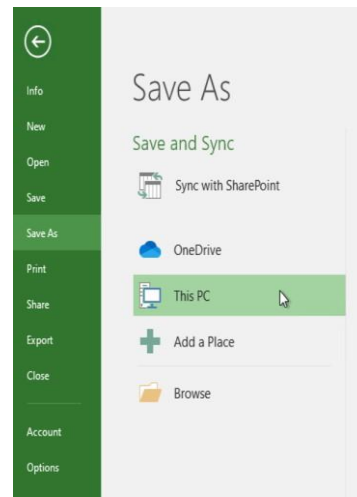 Info
New
Open
Save
Save As
Print
Share
Export
Close
Account
Options
Save As
Save and Sync
Sync with SharePoint
OneDrive
This PC
Add a Place
Browse